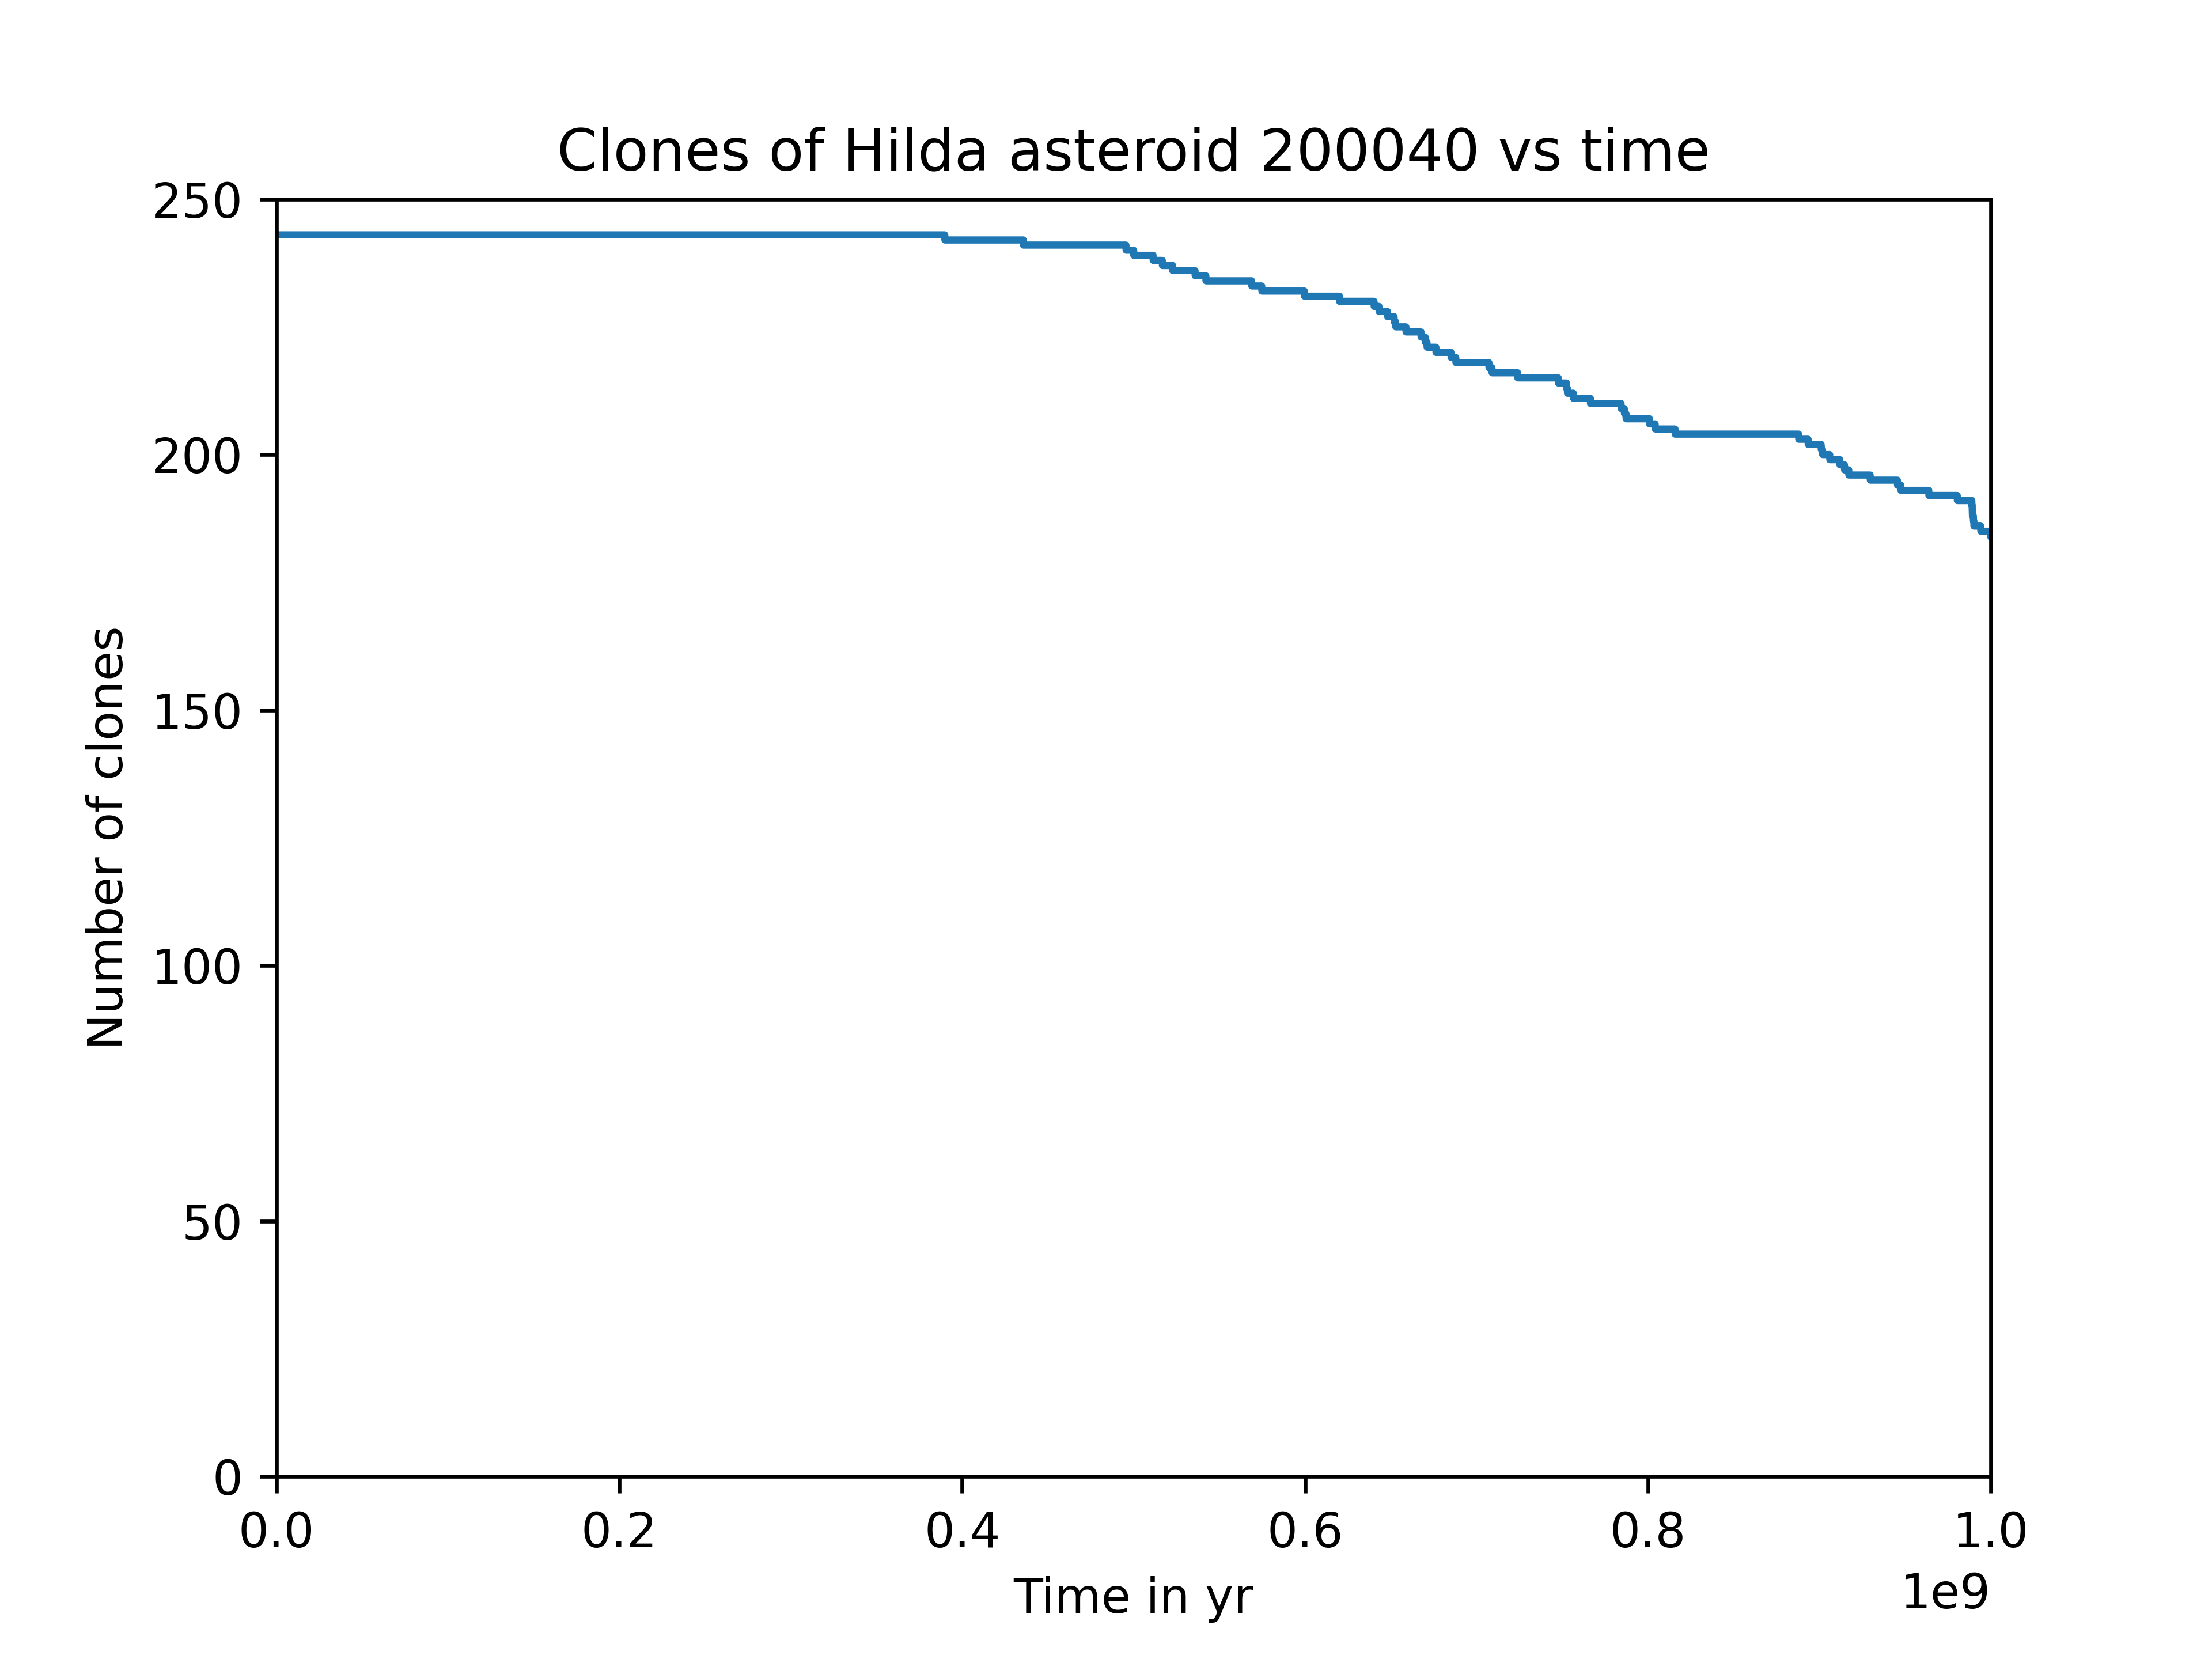 Clones of Hilda asteroid 200040 vs time
250
200
150
100
50
0
Number of clones
0.0 0.2 0.4 0.6 0.8 1.0
Time in yr
1e9